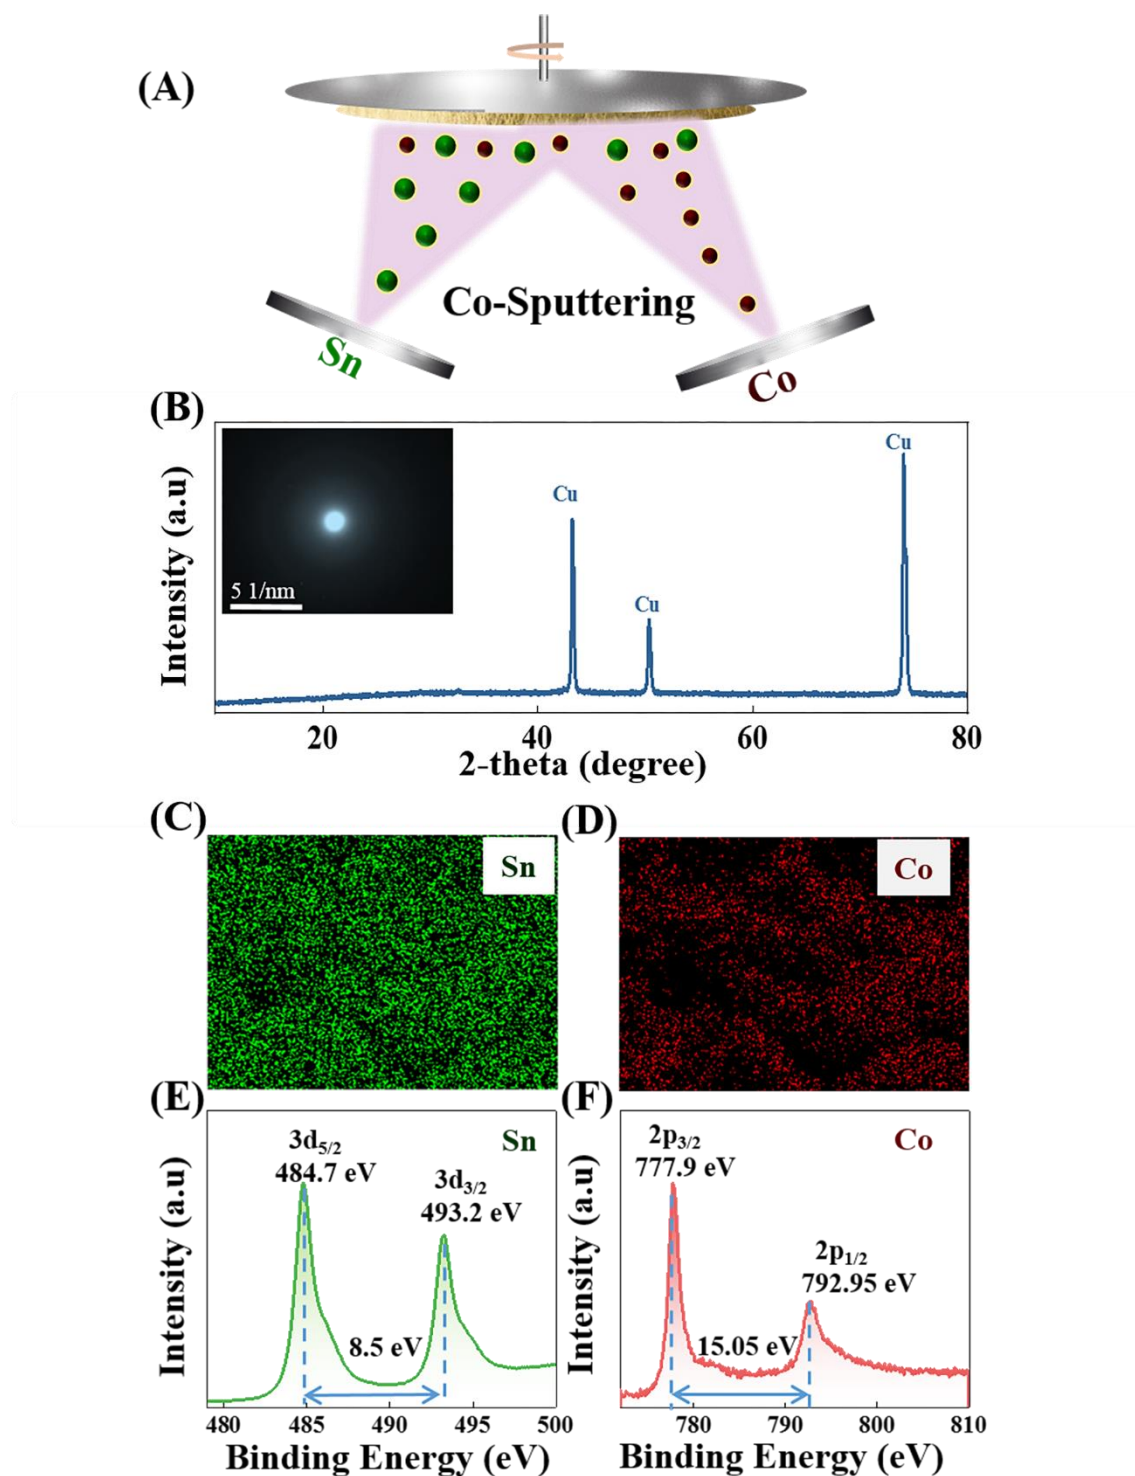 (A)
Co-Sputtering
Sn
Co
(B)
Intensity (a.u)
5 1/nm
Cu
Cu
Cu
20 40 60 80
2-theta (degree)
(C)
Sn
(D)
Co
(E)
Intensity (a.u)
3d5/2
484.7 eV
3d3/2
493.2 eV
Sn
8.5 eV
480 485 490 495 500
Binding Energy (eV)
(F)
Intensity (a.u)
2p3/2
777.9 eV
Co
2p1/2
792.95 eV
15.05 eV
780 790 800 810
Binding Energy (eV)